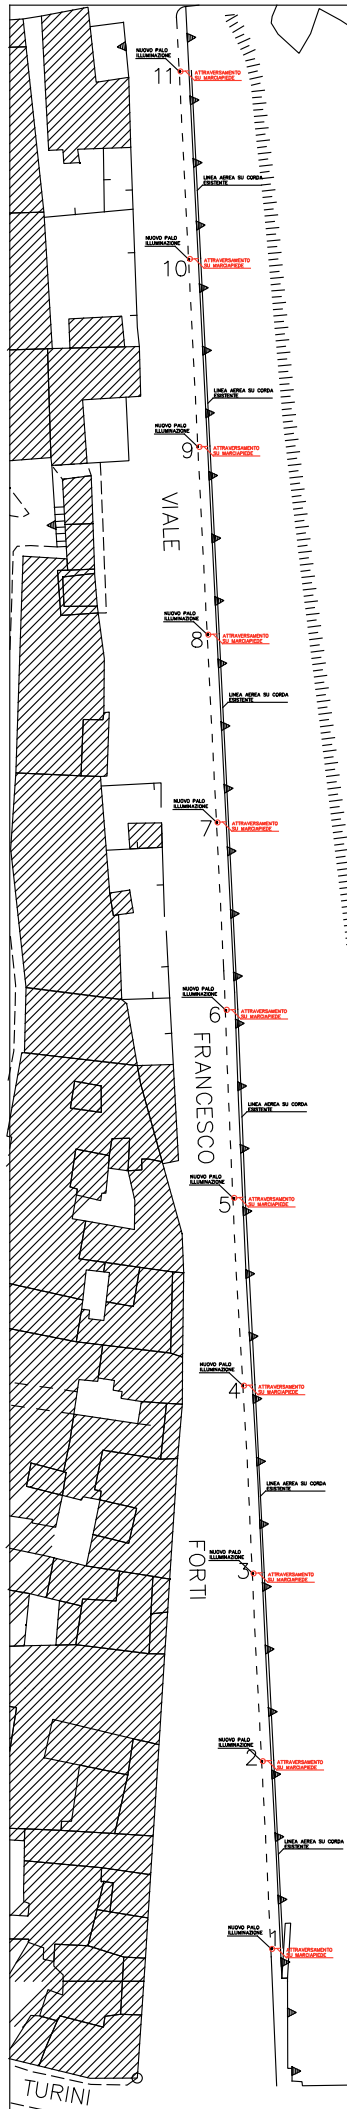 NUOVO PALO
ILLUMINAZIONE
11
ATTRAVERSAMENTO
SU MARCIAPIEDE
LINEA AEREA SU CORDA
ESISTENTE
NUOVO PALO
ILLUMINAZIONE
10
ATTRAVERSAMENTO
SU MARCIAPIEDE
LINEA AEREA SU CORDA
ESISTENTE
NUOVO PALO
ILLUMINAZIONE
9
ATTRAVERSAMENTO
SU MARCIAPIEDE
VIALE
NUOVO PALO
ILLUMINAZIONE
8
ATTRAVERSAMENTO
SU MARCIAPIEDE
LINEA AEREA SU CORDA
ESISTENTE
NUOVO PALO
ILLUMINAZIONE
7
ATTRAVERSAMENTO
SU MARCIAPIEDE
NUOVO PALO
ILLUMINAZIONE
6
ATTRAVERSAMENTO
SU MARCIAPIEDE
FRANCESCO
LINEA AEREA SU CORDA
ESISTENTE
NUOVO PALO
ILLUMINAZIONE
5
ATTRAVERSAMENTO
SU MARCIAPIEDE
NUOVO PALO
ILLUMINAZIONE
4
ATTRAVERSAMENTO
SU MARCIAPIEDE
LINEA AEREA SU CORDA
ESISTENTE
FORTI
NUOVO PALO
ILLUMINAZIONE
3
ATTRAVERSAMENTO
SU MARCIAPIEDE
NUOVO PALO
ILLUMINAZIONE
2
ATTRAVERSAMENTO
SU MARCIAPIEDE
LINEA AEREA SU CORDA
ESISTENTE
NUOVO PALO
ILLUMINAZIONE
1
ATTRAVERSAMENTO
SU MARCIAPIEDE
TURINI